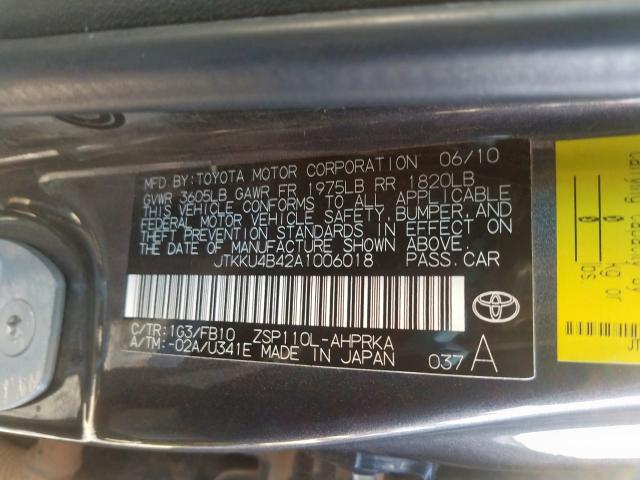 MFD.BY:TOYOTA MOTOR CORPORATION 06/10
GVWR 3605LB GAWR FR 1975LB RR 1820LB
THIS VEHICLE CONFORMS TO ALL APPLICABLE
FEDERAL MOTOR VEHICLE SAFETY,BUMPER,AND
THEFT PREVENTION STANDARDS IN EFFECT ON
THE DATE OF MANUFACTURE SHOWN ABOVE.
JTKKU4B42A1006018 PASS.CAR
C/TR:1G3/FB10 ZSP110L-AHPRKA
A/TM:-02A/U341E MADE IN JAPAN
037A